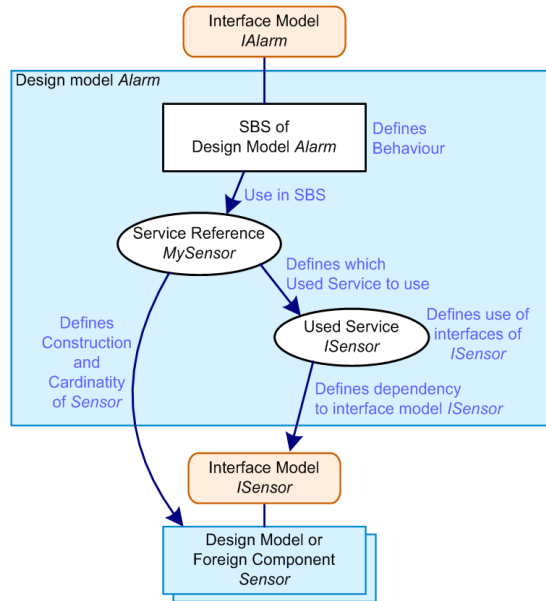 Interface Model
IAlarm
Design model Alarm
SBS of
Design Model Alarm
Defines
Behaviour
Use in SBS
Service Reference
MySensor
Defines which
Used Service to use
Used Service
ISensor
Defines use of
interfaces of
ISensor
Defines
Construction
and
Cardinatity
of Sensor
Defines dependency
to interface model ISensor
Interface Model
ISensor
Design Model or
Foreign Component
Sensor